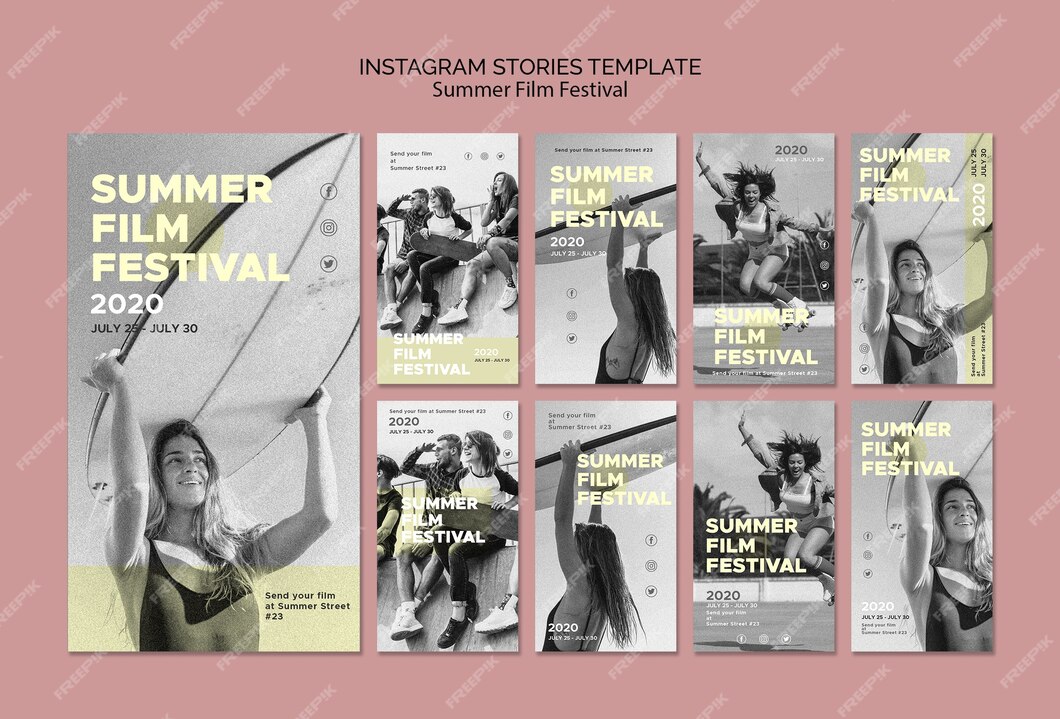 INSTAGRAM STORIES TEMPLATE
Summer Film Festival
SUMMER
FILM
FESTIVAL
2020
JULY 25 - JULY 30
Send your film
at Summer Street
#23
Send your film
at
Summer Street #23
SUMMER
FILM
FESTIVAL
2020
JULY 25 - JULY 30
Send your film at Summer Street #23
SUMMER
FILM
FESTIVAL
2020
JULY 25 - JULY 30
2020
JULY 25 - JULY 30
SUMMER
FILM
FESTIVAL
Send your film at Summer Street #23
SUMMER
FILM
FESTIVAL
2020
JULY 25
JULY 30
Send your film
at
Summer Street #23
Send your film at Summer Street #23
2020
JULY 25 - JULY 30
SUMMER
FILM
FESTIVAL
Send your film
at
Summer Street #23
SUMMER
FILM
FESTIVAL
2020
JULY 25 - JULY 30
SUMMER
FILM
FESTIVAL
2020
JULY 25 - JULY 30
Send your film
at
Summer Street #23
SUMMER
FILM
FESTIVAL
2020
JULY 25 - JULY 30
Send your film
at
Summer Street #23
FREEPIK